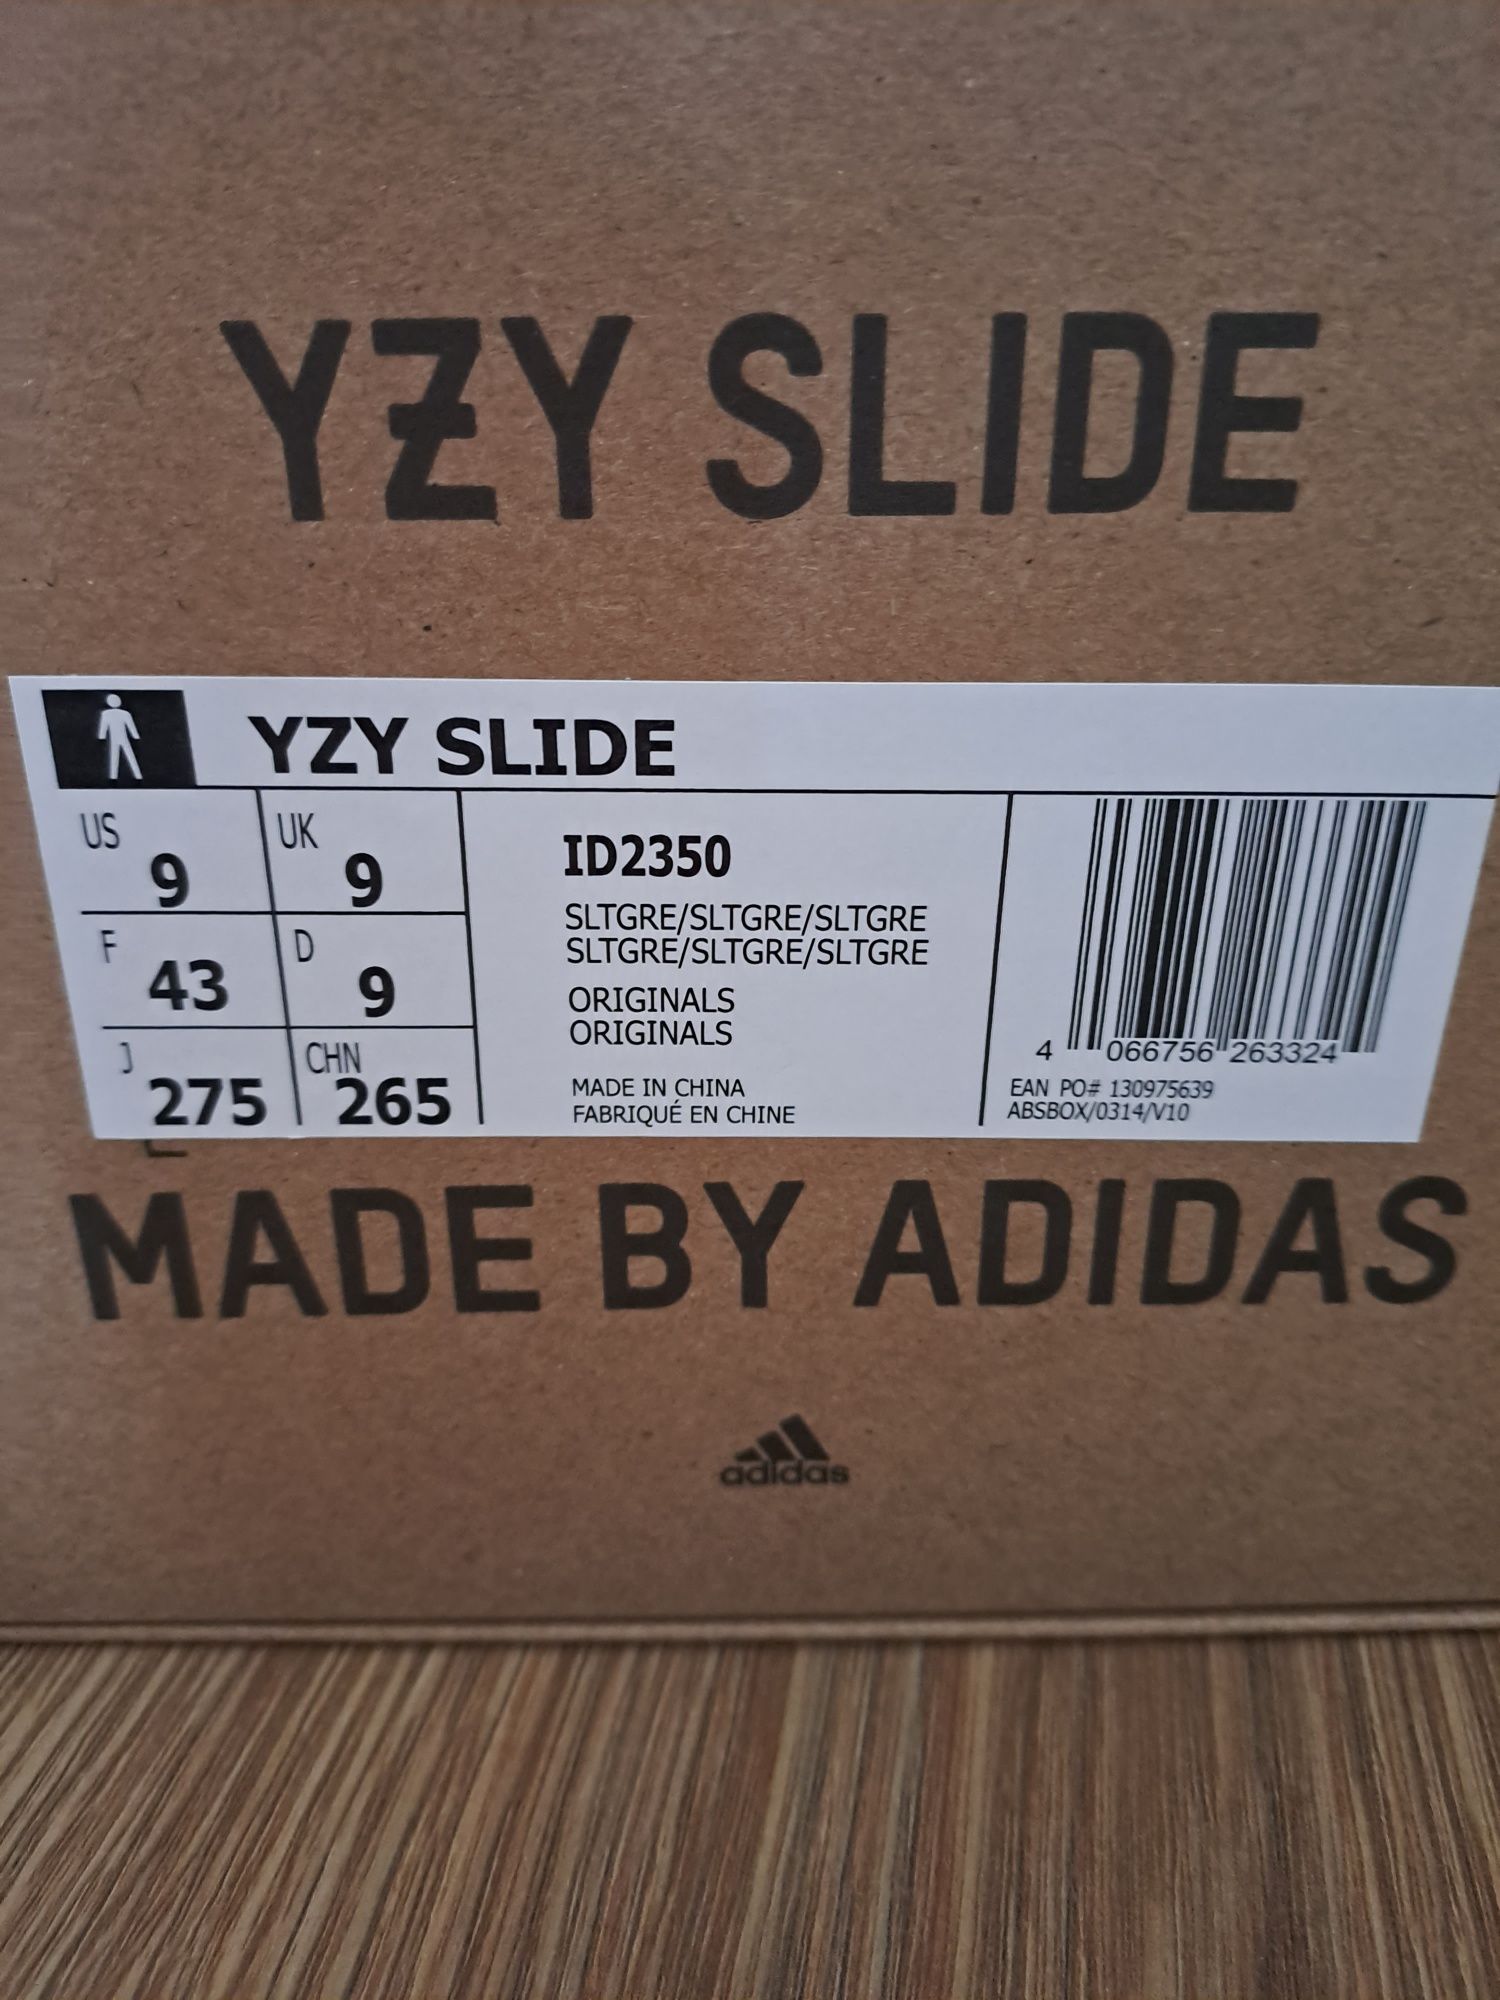 YZY SLIDE
YZY SLIDE
US 9 UK 9
F 43 D 9
J 275 CHN 265
ID2350
SLTGRE/SLTGRE/SLTGRE
SLTGRE/SLTGRE/SLTGRE
ORIGINALS
ORIGINALS
MADE IN CHINA
FABRIQUÉ EN CHINE
4 066756 263324
EAN PO# 130975639
ABSBOX/0314/V10
MADE BY ADIDAS
adidas